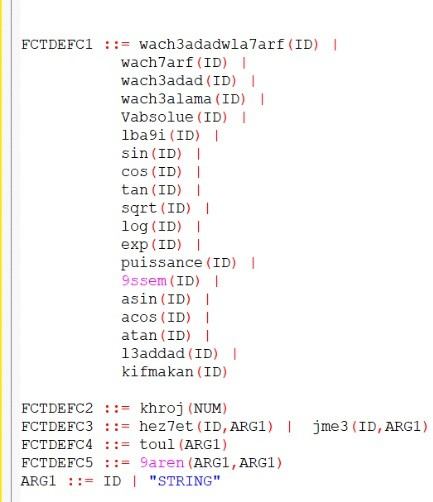 FCTDEFC1 ::= wach3adadwla7arf(ID) |
wach7arf(ID) |
wach3adad(ID) |
wach3alama(ID) |
Vabsolue(ID) |
lba9i(ID) |
sin(ID) |
cos(ID) |
tan(ID) |
sqrt(ID) |
log(ID) |
exp(ID) |
puissance(ID) |
9ssem(ID) |
asin(ID) |
acos(ID) |
atan(ID) |
l3addad(ID) |
kifmakan(ID)
FCTDEFC2 ::= khroj(NUM)
FCTDEFC3 ::= hez7et(ID,ARG1) | jme3(ID,ARG1)
FCTDEFC4 ::= toul(ARG1)
FCTDEFC5 ::= 9aren(ARG1,ARG1)
ARG1 ::= ID | "STRING"